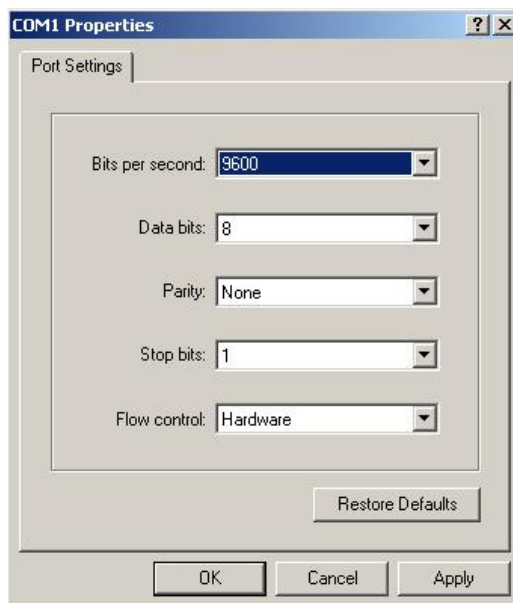 COM1 Properties
Port Settings
Bits per second: 9600
Data bits: 8
Parity: None
Stop bits: 1
Flow control: Hardware
Restore Defaults
OK Cancel Apply